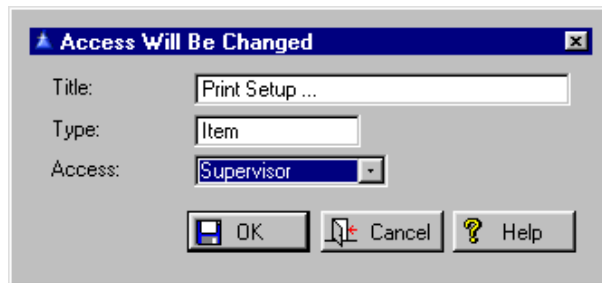 Access Will Be Changed
Title: Print Setup ...
Type: Item
Access: Supervisor
OK Cancel Help